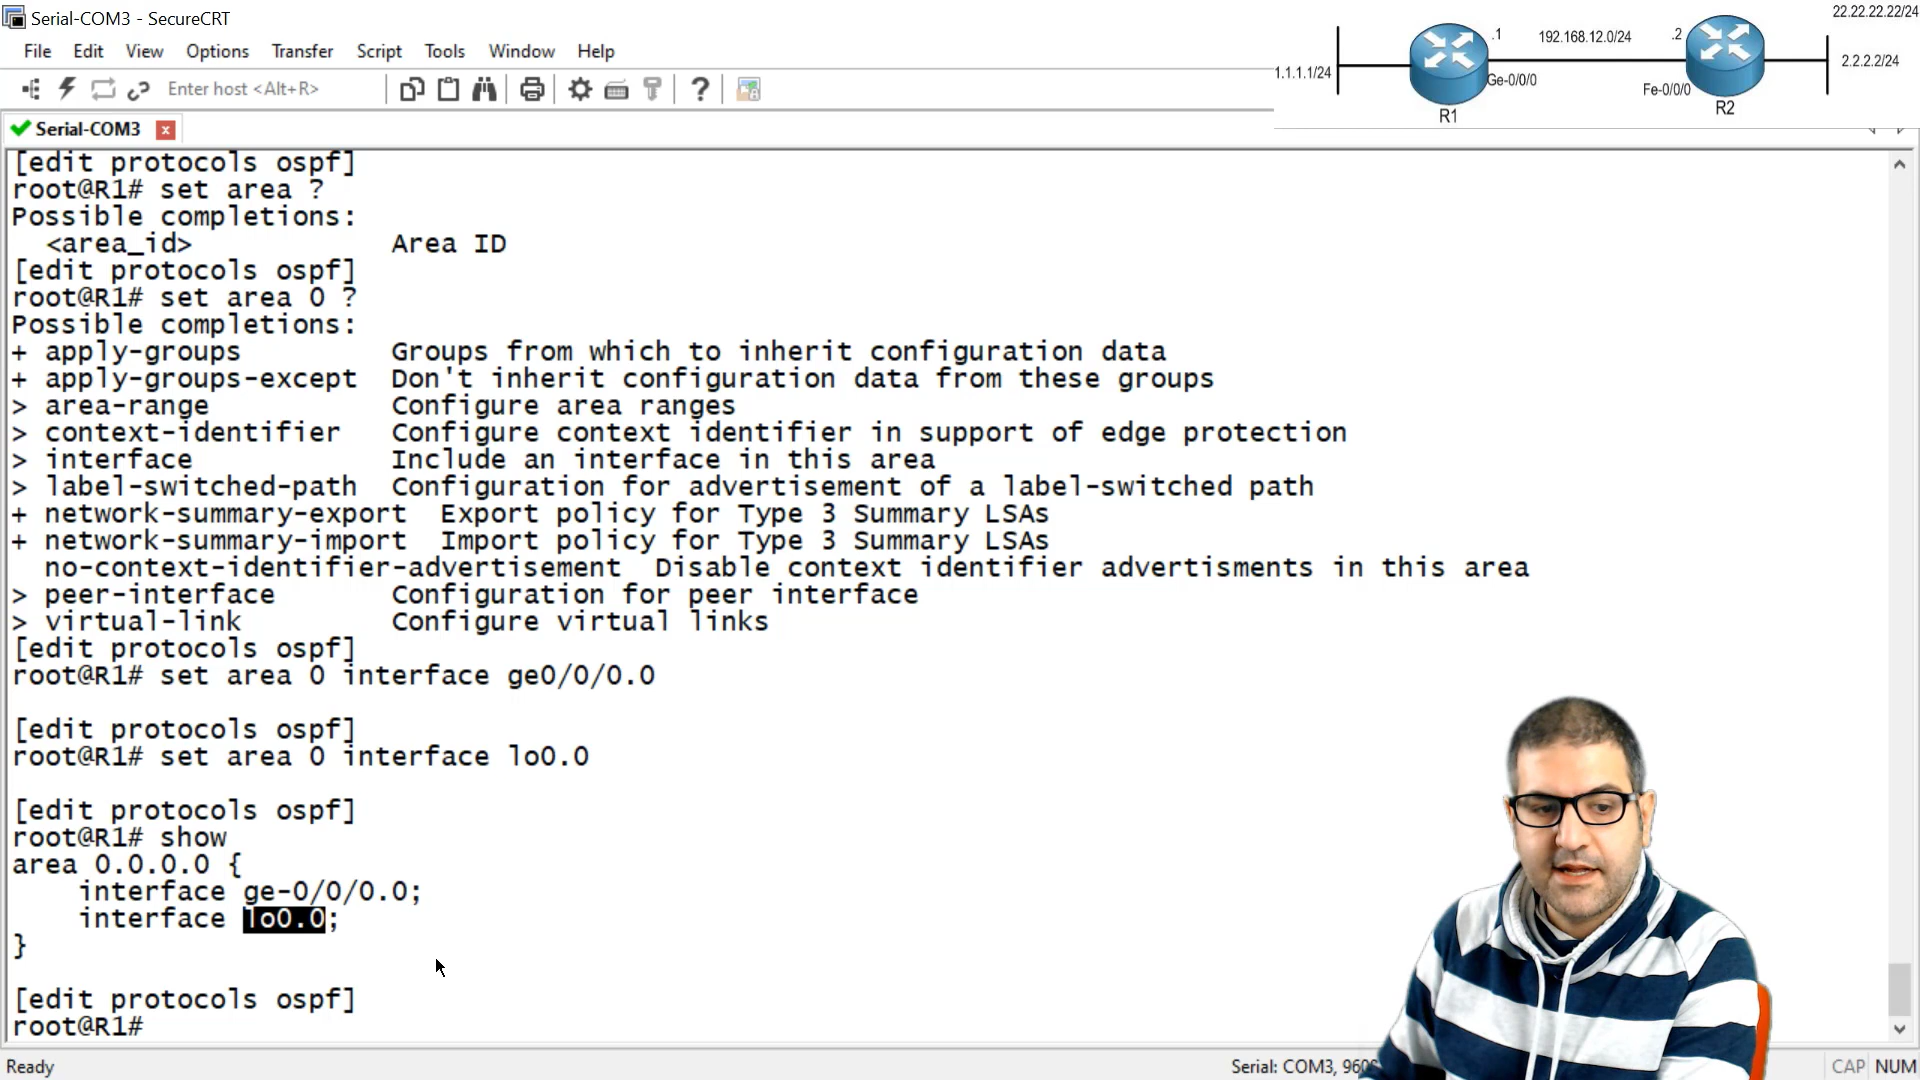 Serial-COM3 - SecureCRT
File Edit View Options Transfer Script Tools Window Help
Enter host <Alt+R>
Serial-COM3
22.22.22.22/24
.1 192.168.12.0/24 .2
1.1.1.1/24
2.2.2.2/24
Ge-0/0/0
Fe-0/0/0
R1
R2
[edit protocols ospf]
root@R1# set area ?
Possible completions:
<area_id> Area ID
[edit protocols ospf]
root@R1# set area 0 ?
Possible completions:
+ apply-groups Groups from which to inherit configuration data
+ apply-groups-except Don't inherit configuration data from these groups
> area-range Configure area ranges
> context-identifier Configure context identifier in support of edge protection
> interface Include an interface in this area
> label-switched-path Configuration for advertisement of a label-switched path
+ network-summary-export Export policy for Type 3 Summary LSAs
+ network-summary-import Import policy for Type 3 Summary LSAs
no-context-identifier-advertisement Disable context identifier advertisments in this area
> peer-interface Configuration for peer interface
> virtual-link Configure virtual links
[edit protocols ospf]
root@R1# set area 0 interface ge0/0/0.0
[edit protocols ospf]
root@R1# set area 0 interface lo0.0
[edit protocols ospf]
root@R1# show
area 0.0.0.0 {
interface ge-0/0/0.0;
interface lo0.0;
}
[edit protocols ospf]
root@R1#
Ready
Serial: COM3,
CAP NUM